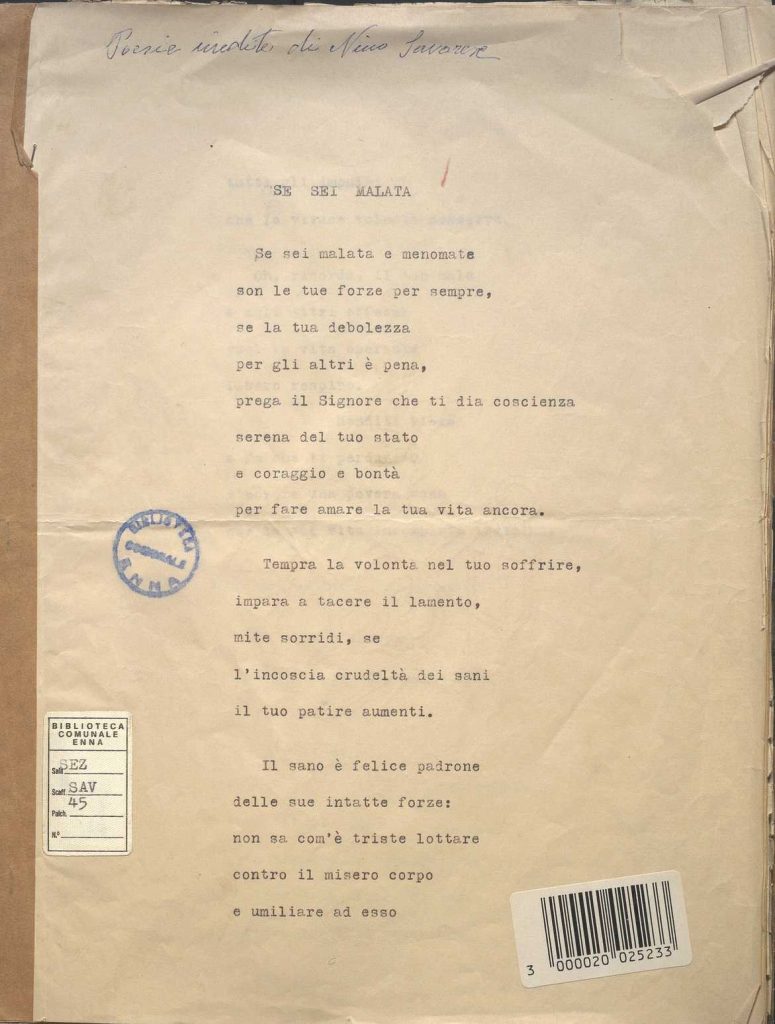 Poesie inedite di Nino Savarese
SE SEI MALATA
Se sei malata e menomate
son le tue forze per sempre,
se la tua debolezza
per gli altri è pena,
prega il Signore che ti dia coscienza
serena del tuo stato
e coraggio e bontà
per fare amare la tua vita ancora.
Tempra la volonta nel tuo soffrire,
impara a tacere il lamento,
mite sorridi, se
l'incoscia crudeltà dei sani
il tuo patire aumenti.
Il sano è felice padrone
delle sue intatte forze:
non sa com'è triste lottare
contro il misero corpo
e umiliare ad esso
BIBLIOTECA
COMUNALE
ENNA
BIBLIOTECA
COMUNALE
ENNA
Sala SEZ
Scaff. SAV
Palch. 45
N.º
3 000020 025233